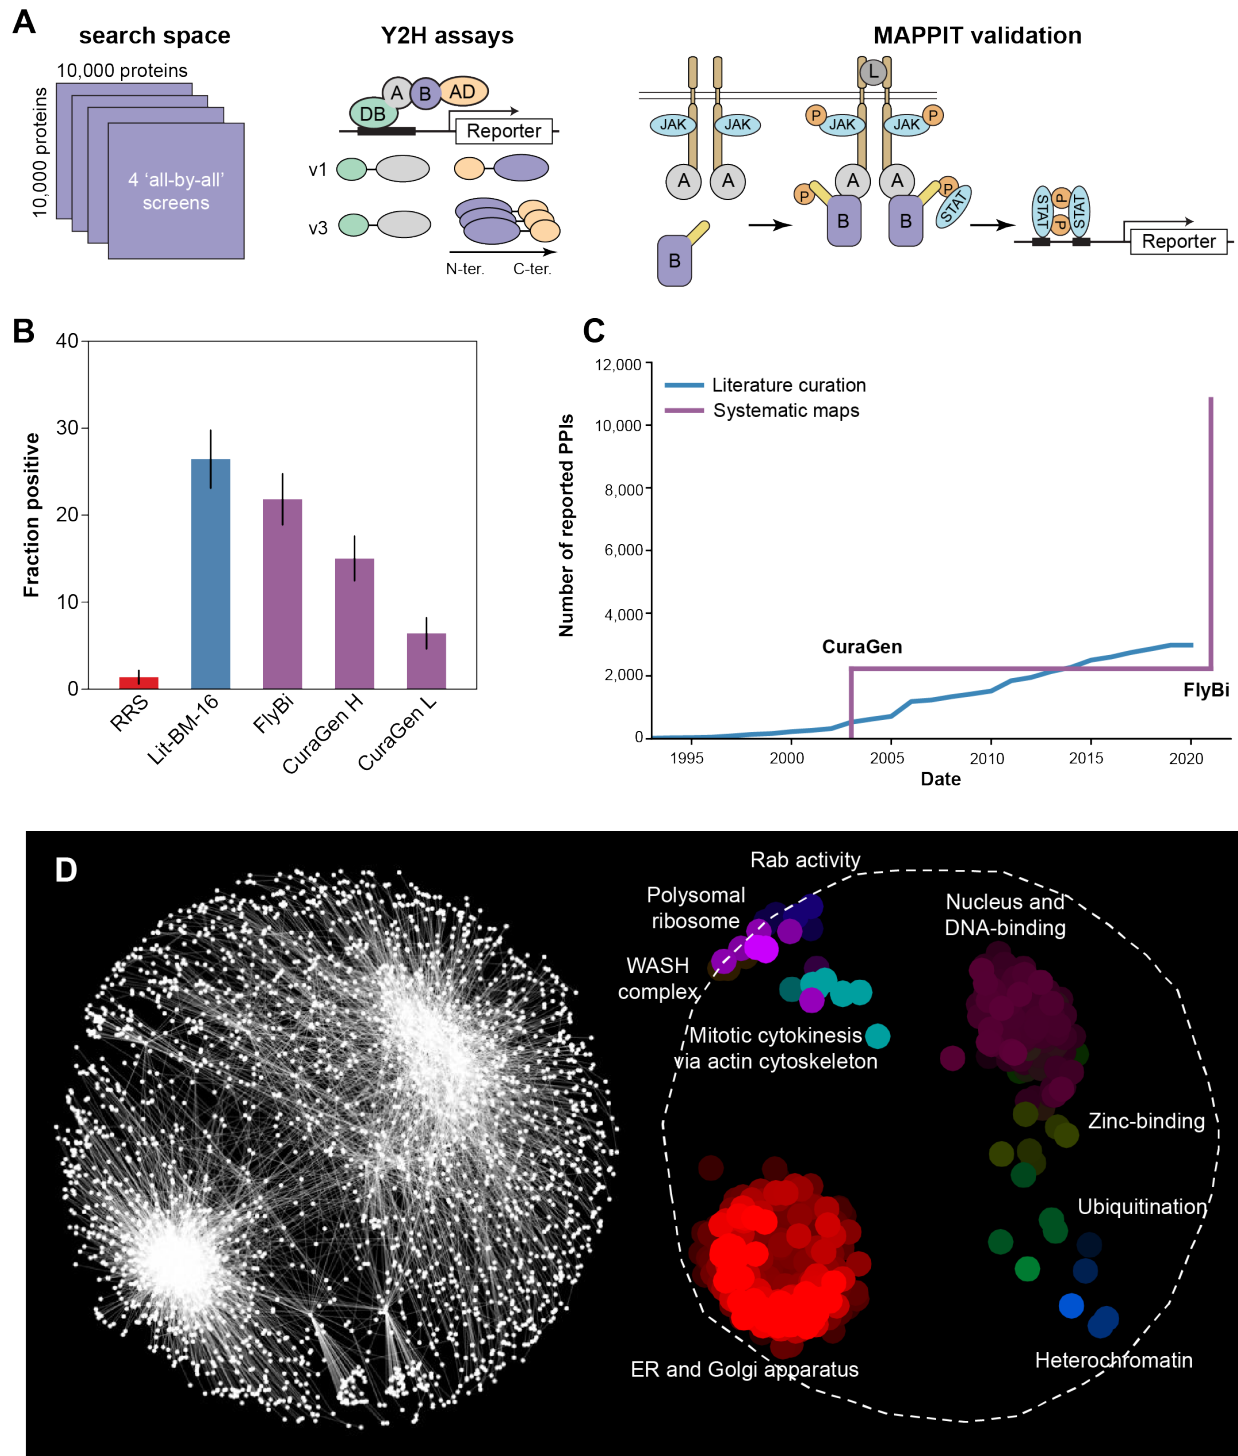 A
search space
10,000 proteins
10,000 proteins
4 ‘all-by-all’
screens
Y2H assays
A
B
AD
DB
Reporter
v1
v3
N-ter.
C-ter.
MAPPIT validation
L
JAK
JAK
P
JAK
JAK
P
A
A
A
A
P
P
B
B
B
STAT
STAT
P
P
STAT
Reporter
B
Fraction positive
40
30
20
10
0
RRS
Lit-BM-16
FlyBi
CuraGen H
CuraGen L
C
Number of reported PPIs
12,000
10,000
8,000
6,000
4,000
2,000
0
Literature curation
Systematic maps
CuraGen
FlyBi
1995
2000
2005
2010
2015
2020
Date
D
Rab activity
Polysomal
ribosome
WASH
complex
Nucleus and
DNA-binding
Mitotic cytokinesis
via actin cytoskeleton
Zinc-binding
Ubiquitination
Heterochromatin
ER and Golgi apparatus